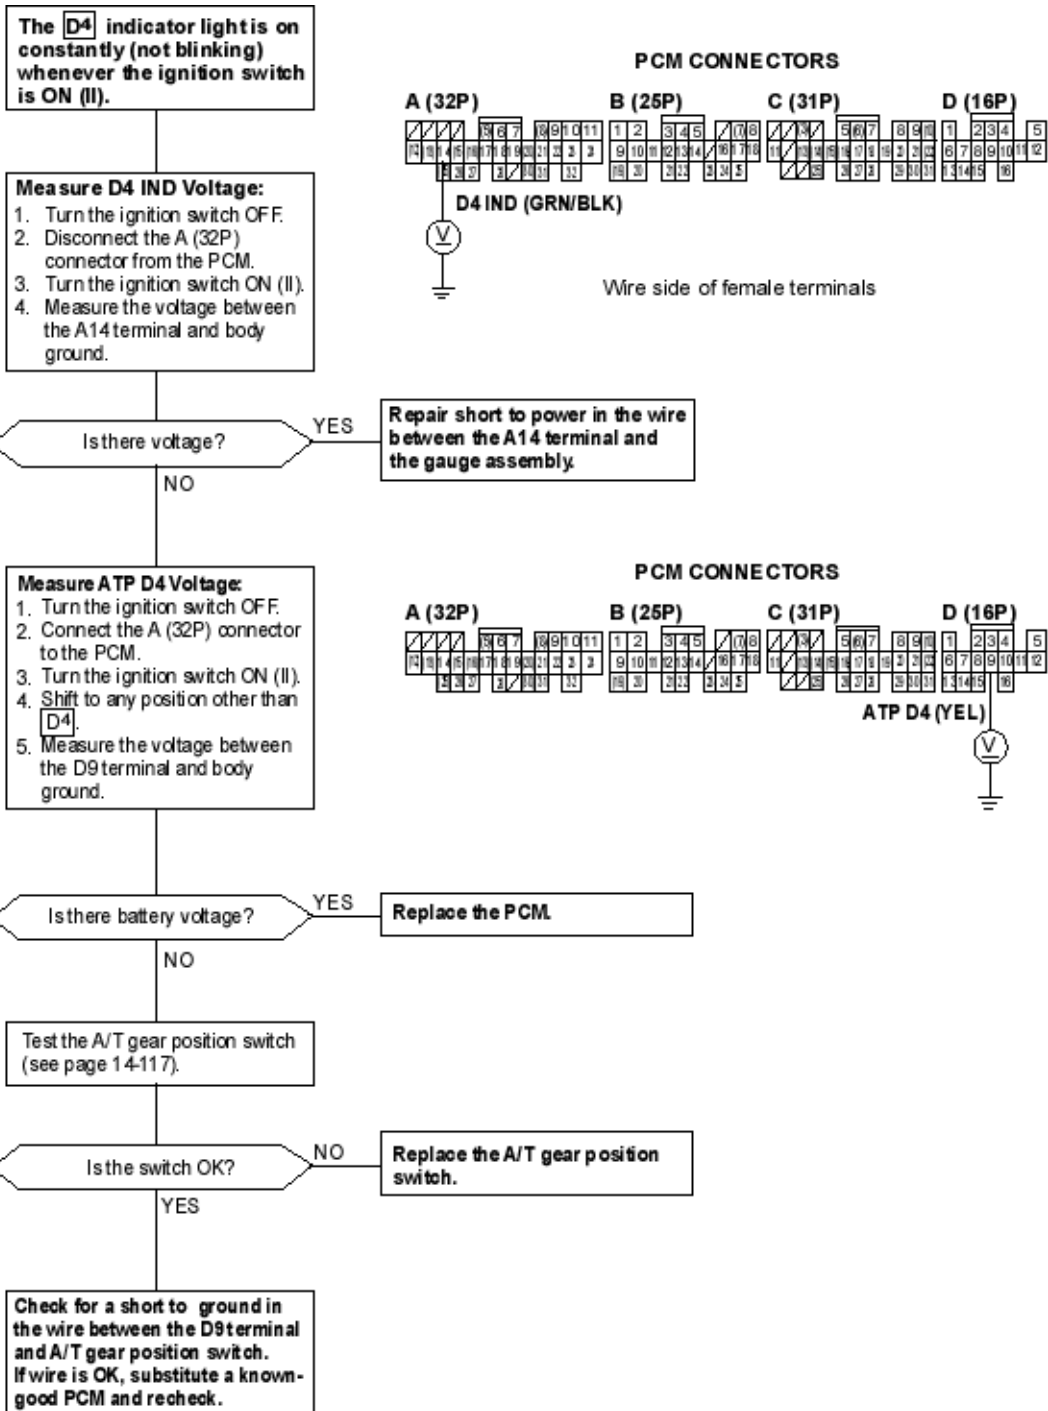 The D4 indicator light is on
constantly (not blinking)
whenever the ignition switch
is ON (II).
PCM CONNECTORS
A (32P)
B (25P)
C (31P)
D (16P)
D4 IND (GRN/BLK)
V
Wire side of female terminals
Measure D4 IND Voltage:
1. Turn the ignition switch OFF.
2. Disconnect the A (32P)
connector from the PCM.
3. Turn the ignition switch ON (II).
4. Measure the voltage between
the A14 terminal and body
ground.
Is there voltage?
YES
Repair short to power in the wire
between the A14 terminal and
the gauge assembly.
NO
Measure ATP D4 Voltage:
1. Turn the ignition switch OFF.
2. Connect the A (32P) connector
to the PCM.
3. Turn the ignition switch ON (II).
4. Shift to any position other than
D4.
5. Measure the voltage between
the D9 terminal and body
ground.
PCM CONNECTORS
A (32P)
B (25P)
C (31P)
D (16P)
ATP D4 (YEL)
V
Is there battery voltage?
YES
Replace the PCM.
NO
Test the A/T gear position switch
(see page 14-117).
Is the switch OK?
NO
Replace the A/T gear position
switch.
YES
Check for a short to ground in
the wire between the D9 terminal
and A/T gear position switch.
If wire is OK, substitute a known-
good PCM and recheck.